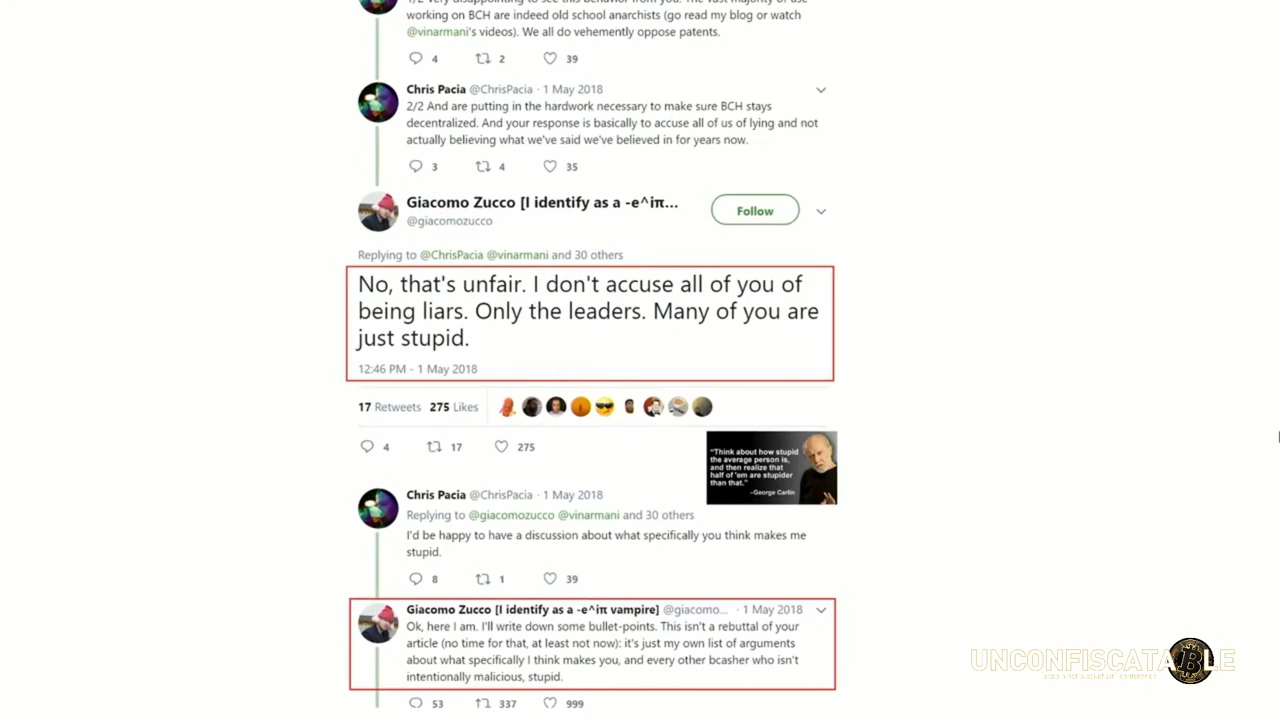 1/2 Very disappointing to see this behavior from you. The vast majority of use
working on BCH are indeed old school anarchists (go read my blog or watch
@vinarmani's videos). We all do vehemently oppose patents.
4 2 39
Chris Pacia @ChrisPacia · 1 May 2018
2/2 And are putting in the hardwork necessary to make sure BCH stays
decentralized. And your response is basically to accuse all of us of lying and not
actually believing what we've said we've believed in for years now.
3 4 35
Giacomo Zucco [I identify as a -e^iπ...
@giacomozucco
Follow
Replying to @ChrisPacia @vinarmani and 30 others
No, that's unfair. I don't accuse all of you of
being liars. Only the leaders. Many of you are
just stupid.
12:46 PM - 1 May 2018
17 Retweets 275 Likes
4 17 275
"Think about how stupid
the average person is,
and then realize that
half of 'em are stupider
than that."
–George Carlin
Chris Pacia @ChrisPacia · 1 May 2018
Replying to @giacomozucco @vinarmani and 30 others
I'd be happy to have a discussion about what specifically you think makes me
stupid.
8 1 39
Giacomo Zucco [I identify as a -e^iπ vampire] @giacomo... · 1 May 2018
Ok, here I am. I'll write down some bullet-points. This isn't a rebuttal of your
article (no time for that, at least not now): it's just my own list of arguments
about what specifically I think makes you, and every other bcasher who isn't
intentionally malicious, stupid.
53 337 999
UNCONFISCATABLE